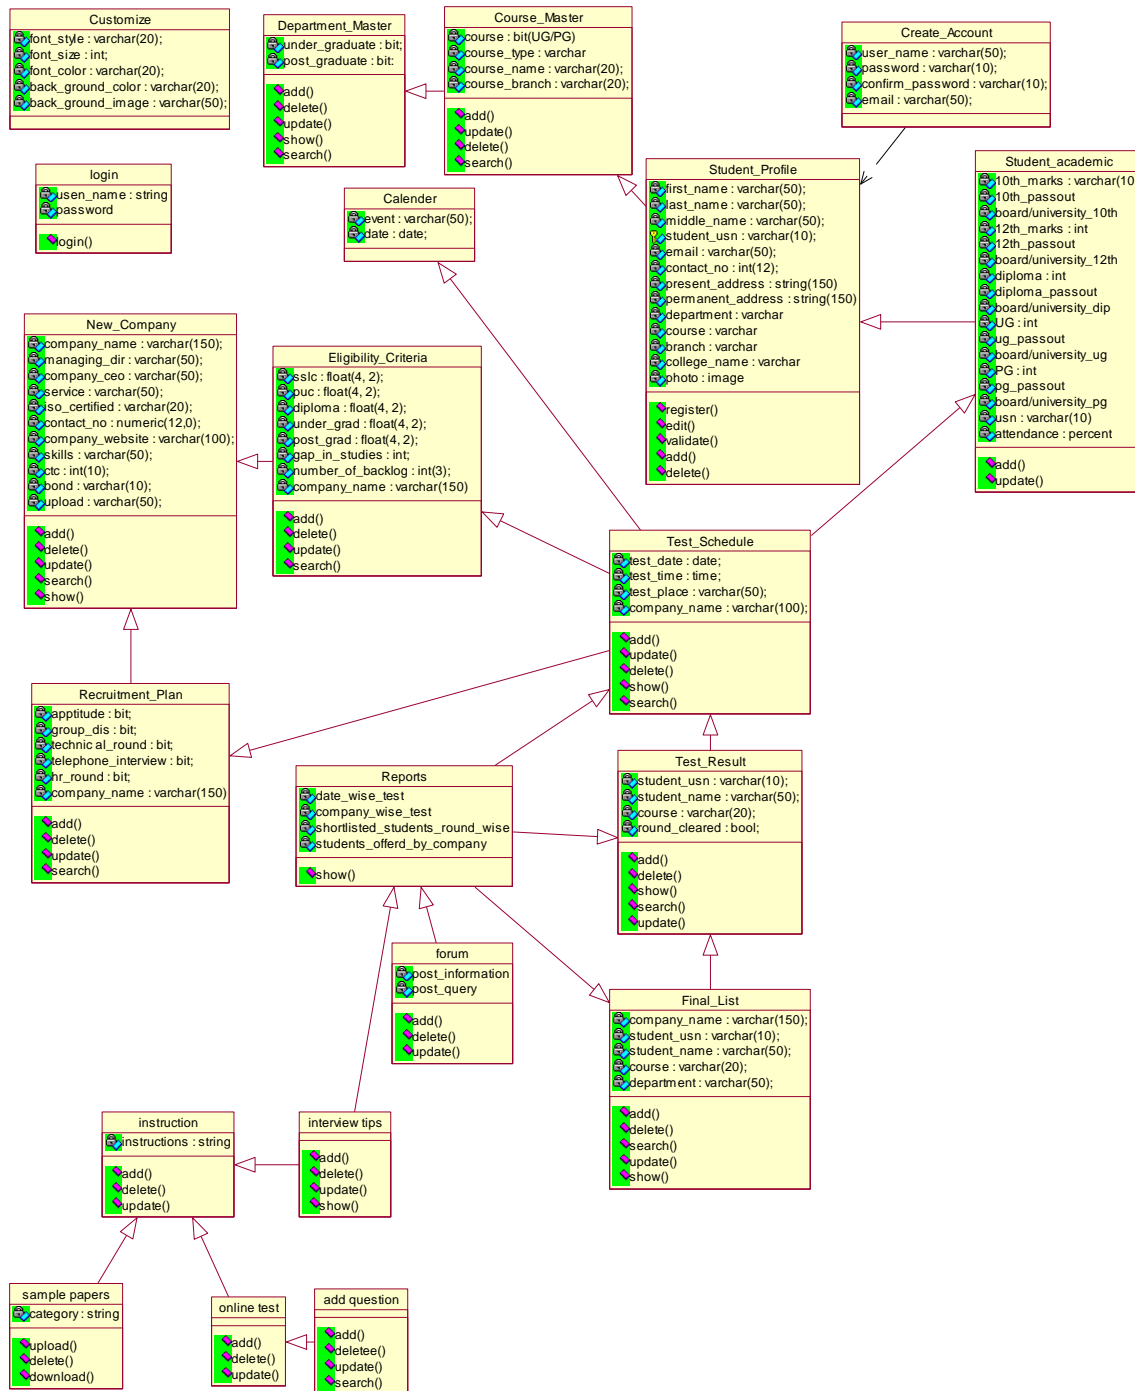 Customize
font_style : varchar(20);
font_size : int;
font_color : varchar(20);
back_ground_color : varchar(20);
back_ground_image : varchar(50);
Department_Master
under_graduate : bit;
post_graduate : bit:
add()
delete()
update()
show()
search()
Course_Master
course : bit(UG/PG)
course_type : varchar
course_name : varchar(20);
course_branch : varchar(20);
add()
update()
delete()
search()
Create_Account
user_name : varchar(50);
password : varchar(10);
confirm_password : varchar(10);
email : varchar(50);
login
usen_name : string
password
login()
Calender
event : varchar(50);
date : date;
Student_Profile
first_name : varchar(50);
last_name : varchar(50);
middle_name : varchar(50);
student_usn : varchar(10);
email : varchar(50);
contact_no : int(12);
present_address : string(150)
permanent_address : string(150)
department : varchar
course : varchar
branch : varchar
college_name : varchar
photo : image
register()
edit()
validate()
add()
delete()
Student_academic
10th_marks : varchar(10
10th_passout
board/university_10th
12th_marks : int
12th_passout
board/university_12th
diploma : int
diploma_passout
board/university_dip
UG : int
ug_passout
board/university_ug
PG : int
pg_passout
board/university_pg
usn : varchar(10)
attendance : percent
add()
update()
New_Company
company_name : varchar(150);
managing_dir : varchar(50);
company_ceo : varchar(50);
service : varchar(50);
iso_certified : varchar(20);
contact_no : numeric(12,0);
company_website : varchar(100);
skills : varchar(50);
ctc : int(10);
bond : varchar(10);
upload : varchar(50);
add()
delete()
update()
search()
show()
Eligibility_Criteria
sslc : float(4, 2);
puc : float(4, 2);
diploma : float(4, 2);
under_grad : float(4, 2);
post_grad : float(4, 2);
gap_in_studies : int;
number_of_backlog : int(3);
company_name : varchar(150)
add()
delete()
update()
search()
Test_Schedule
test_date : date;
test_time : time;
test_place : varchar(50);
company_name : varchar(100);
add()
update()
delete()
show()
search()
Recruitment_Plan
apptitude : bit;
group_dis : bit;
technic al_round : bit;
telephone_interview : bit;
hr_round : bit;
company_name : varchar(150)
add()
delete()
update()
search()
Reports
date_wise_test
company_wise_test
shortlisted_students_round_wise
students_offerd_by_company
show()
Test_Result
student_usn : varchar(10);
student_name : varchar(50);
course : varchar(20);
round_cleared : bool;
add()
delete()
show()
search()
update()
forum
post_information
post_query
add()
delete()
update()
Final_List
company_name : varchar(150);
student_usn : varchar(10);
student_name : varchar(50);
course : varchar(20);
department : varchar(50);
add()
delete()
search()
update()
show()
instruction
instructions : string
add()
delete()
update()
interview tips
add()
delete()
update()
show()
sample papers
category : string
upload()
delete()
download()
online test
add()
delete()
update()
add question
add()
deletee()
update()
search()